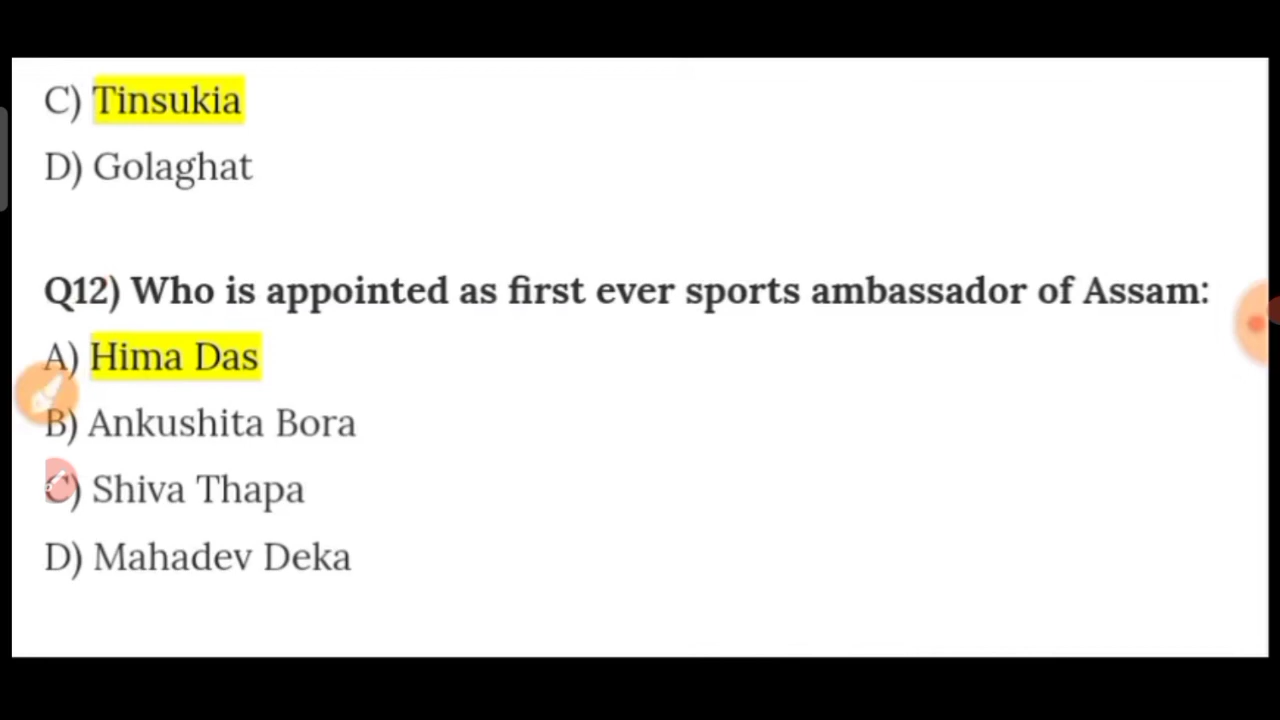 C) Tinsukia
D) Golaghat
Q12) Who is appointed as first ever sports ambassador of Assam:
A) Hima Das
B) Ankushita Bora
C) Shiva Thapa
D) Mahadev Deka